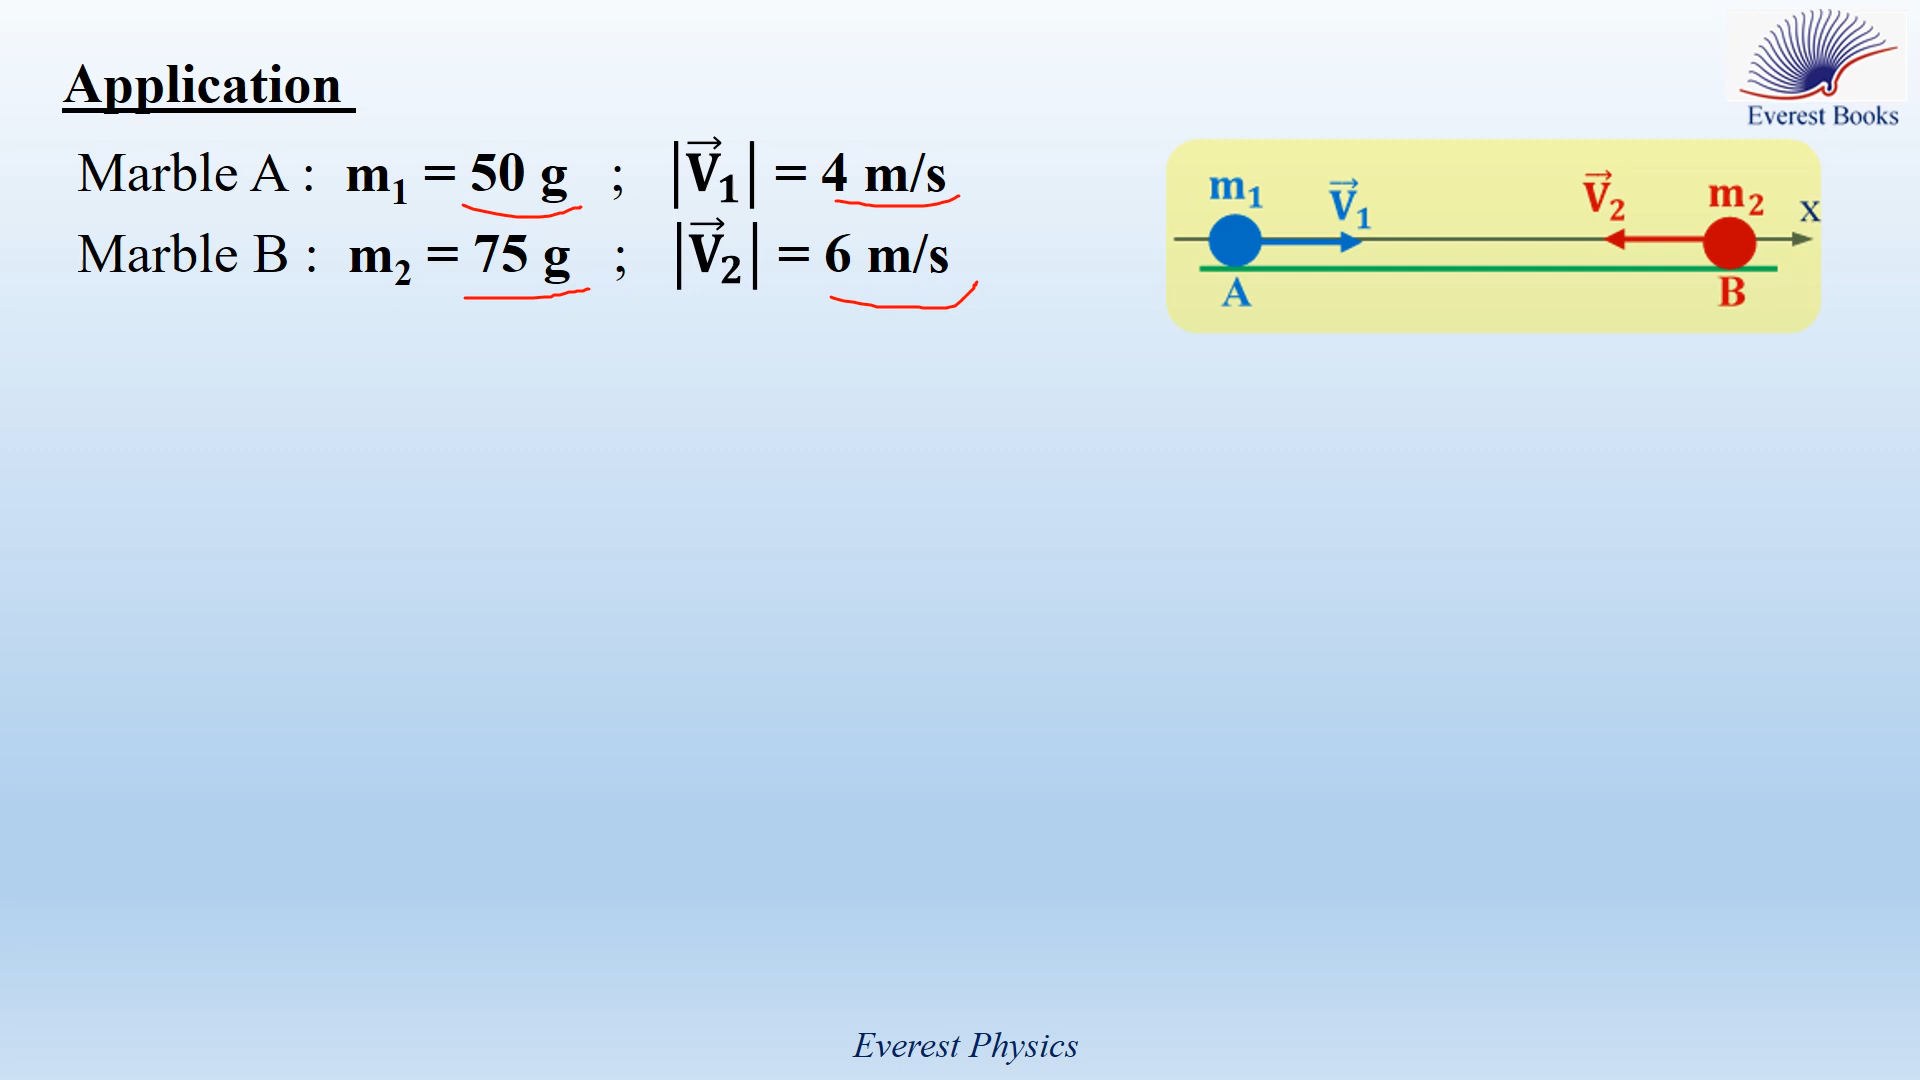 Application
Everest Books
Marble A : m₁ = 50 g ; |V⃗₁| = 4 m/s
Marble B : m₂ = 75 g ; |V⃗₂| = 6 m/s
m₁ V⃗₁ V⃗₂ m₂ x
A B
Everest Physics